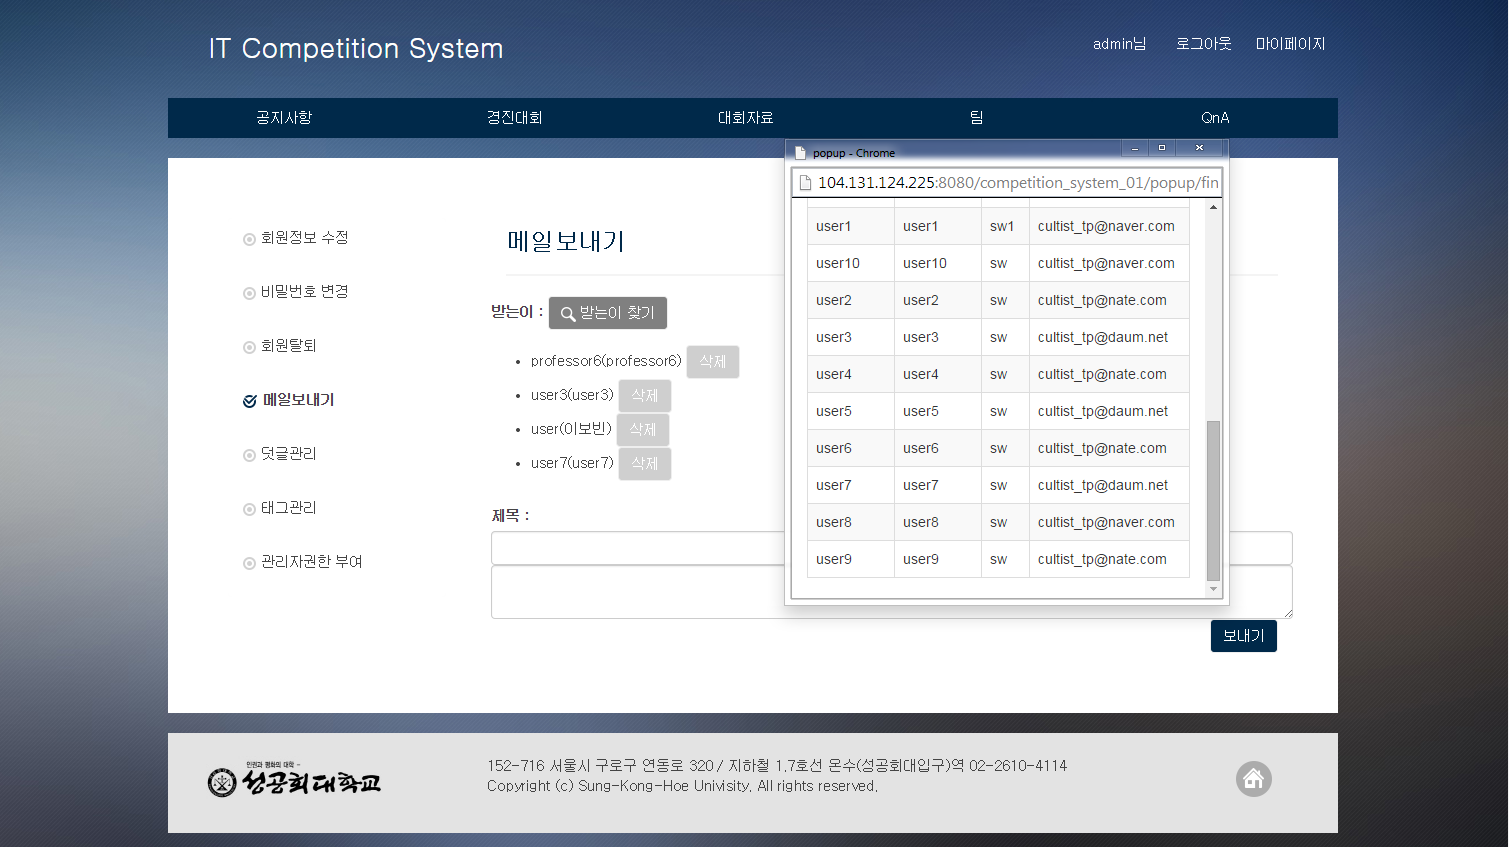 IT Competition System
admin님 로그아웃 마이페이지
공지사항 경진대회 대회자료 팀 QnA
popup - Chrome
104.131.124.225:8080/competition_system_01/popup/fin
user1 user1 sw1 cultist_tp@naver.com
user10 user10 sw cultist_tp@naver.com
user2 user2 sw cultist_tp@nate.com
user3 user3 sw cultist_tp@daum.net
user4 user4 sw cultist_tp@nate.com
user5 user5 sw cultist_tp@daum.net
user6 user6 sw cultist_tp@nate.com
user7 user7 sw cultist_tp@daum.net
user8 user8 sw cultist_tp@naver.com
user9 user9 sw cultist_tp@nate.com
회원정보 수정
비밀번호 변경
회원탈퇴
메일보내기
덧글관리
태그관리
관리자권한 부여
메일보내기
받는이 : 받는이 찾기
professor6(professor6) 삭제
user3(user3) 삭제
user(이보빈) 삭제
user7(user7) 삭제
제목 :
보내기
인권과 평화의 대학 -
성공회대학교
152-716 서울시 구로구 연동로 320 / 지하철 1,7호선 온수(성공회대입구)역 02-2610-4114
Copyright (c) Sung-Kong-Hoe Univisity. All rights reserved.